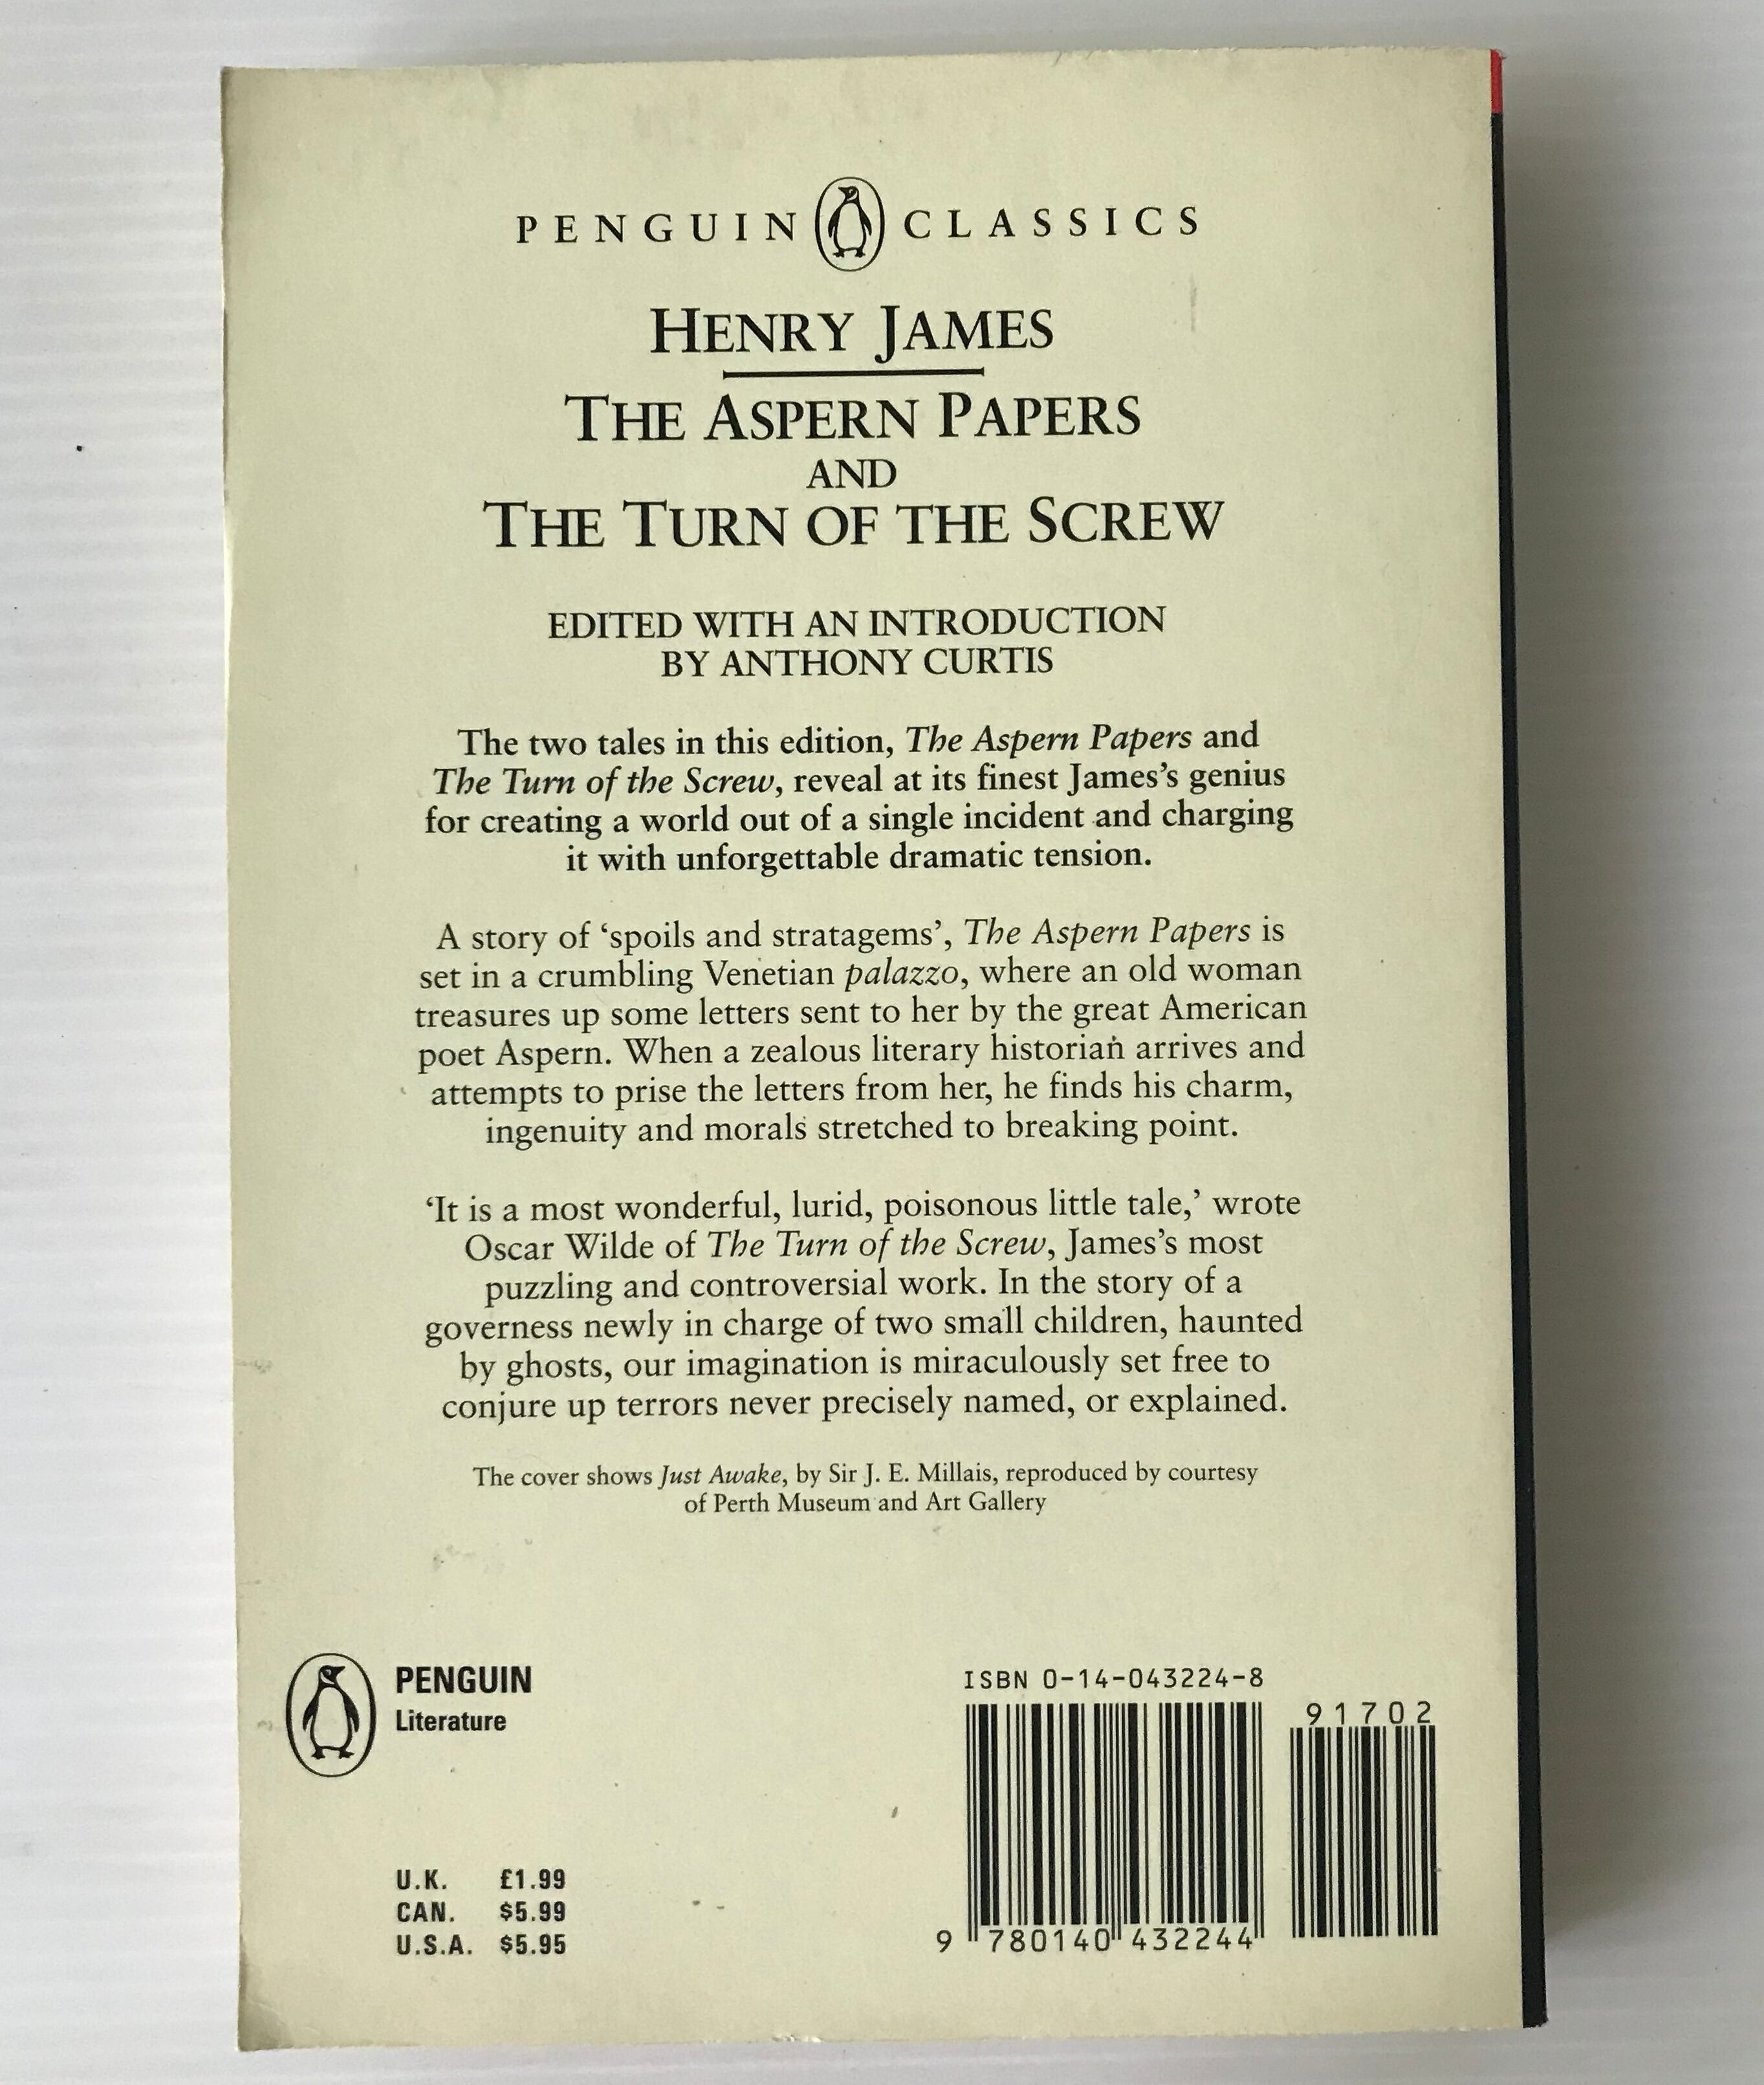 PENGUIN CLASSICS
HENRY JAMES
THE ASPERN PAPERS
AND
THE TURN OF THE SCREW
EDITED WITH AN INTRODUCTION
BY ANTHONY CURTIS
The two tales in this edition, The Aspern Papers and
The Turn of the Screw, reveal at its finest James's genius
for creating a world out of a single incident and charging
it with unforgettable dramatic tension.
A story of ‘spoils and stratagems’, The Aspern Papers is
set in a crumbling Venetian palazzo, where an old woman
treasures up some letters sent to her by the great American
poet Aspern. When a zealous literary historian arrives and
attempts to prise the letters from her, he finds his charm,
ingenuity and morals stretched to breaking point.
‘It is a most wonderful, lurid, poisonous little tale,’ wrote
Oscar Wilde of The Turn of the Screw, James’s most
puzzling and controversial work. In the story of a
governess newly in charge of two small children, haunted
by ghosts, our imagination is miraculously set free to
conjure up terrors never precisely named, or explained.
The cover shows Just Awake, by Sir J. E. Millais, reproduced by courtesy
of Perth Museum and Art Gallery
PENGUIN
Literature
U.K. £1.99
CAN. $5.99
U.S.A. $5.95
ISBN 0-14-043224-8
91702
9 780140 432244